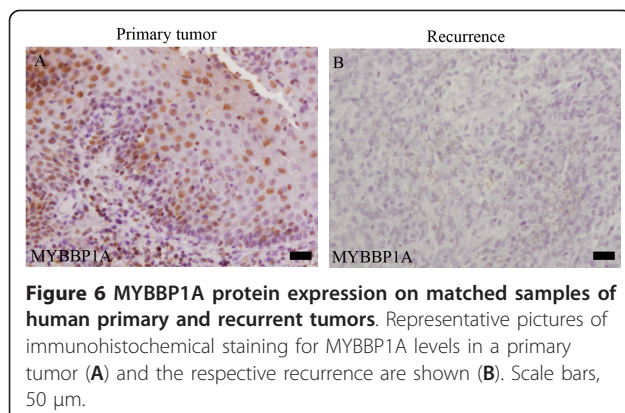 Primary tumor
Recurrence
A
B
MYBBP1A
MYBBP1A
Figure 6 MYBBP1A protein expression on matched samples of
human primary and recurrent tumors. Representative pictures of
immunohistochemical staining for MYBBP1A levels in a primary
tumor (A) and the respective recurrence are shown (B). Scale bars,
50 μm.